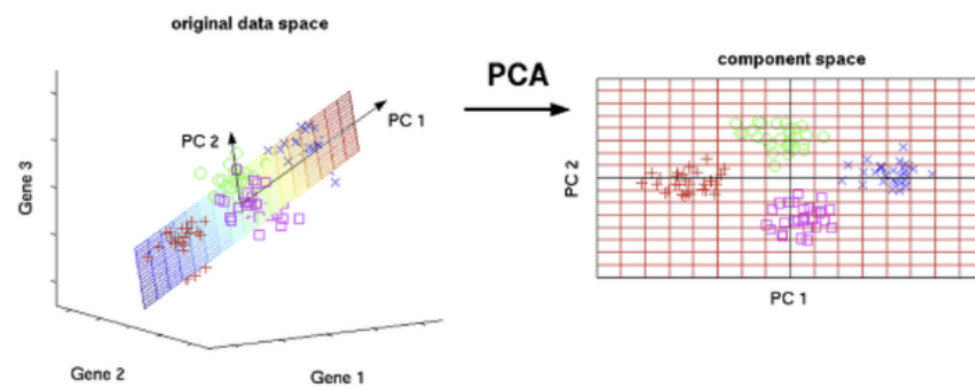 original data space
Gene 3
PC 2
PC 1
Gene 2
Gene 1
PCA
component space
PC 2
PC 1